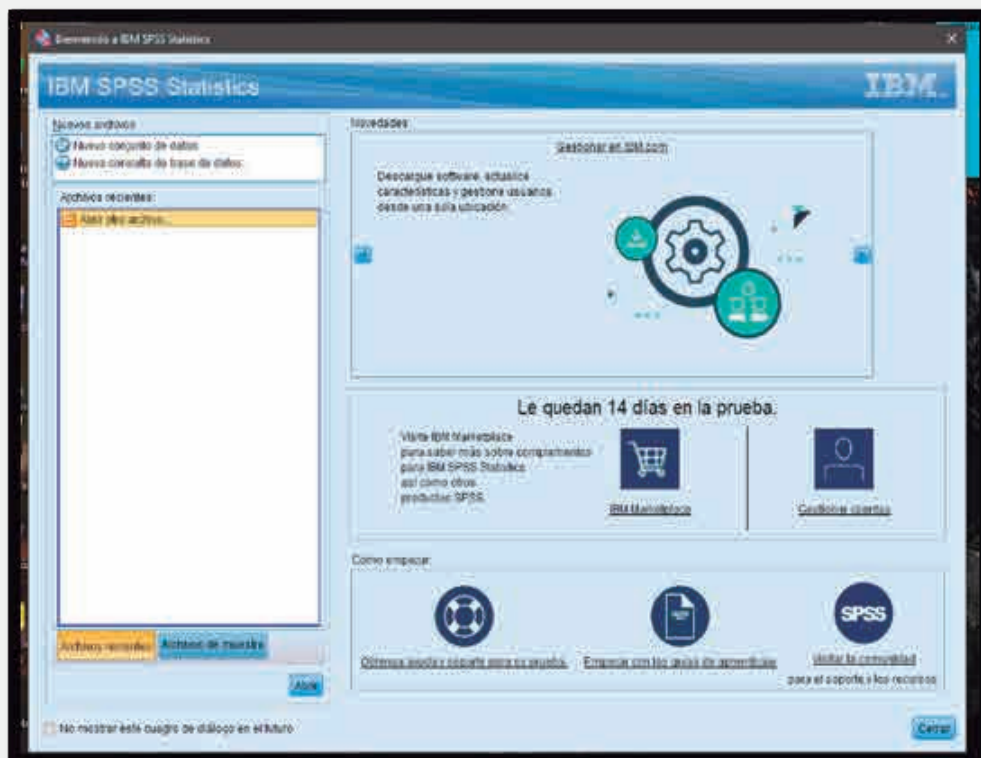 Bienvenido a IBM SPSS Statistics
IBM SPSS Statistics
IBM
Nuevos archivos
Nuevo conjunto de datos
Nueva consulta de base de datos
Archivos recientes:
Abrir otro archivo...
Archivos recientes
Archivos de muestra
Abrir
No mostrar este cuadro de diálogo en el futuro
Novedades:
Gestionar en IBM.com
Descargue software, actualice
características y gestione usuarios
desde una sola ubicación.
Le quedan 14 días en la prueba.
Visite IBM Marketplace
para saber más sobre complementos
para IBM SPSS Statistics
así como otros
productos SPSS.
IBM Marketplace
Gestionar cuentas
Cómo empezar:
SPSS
Obtenga ayuda y soporte para su prueba.
Empezar con las guías de aprendizaje
Visitar la comunidad
para el soporte y los recursos
Cerrar